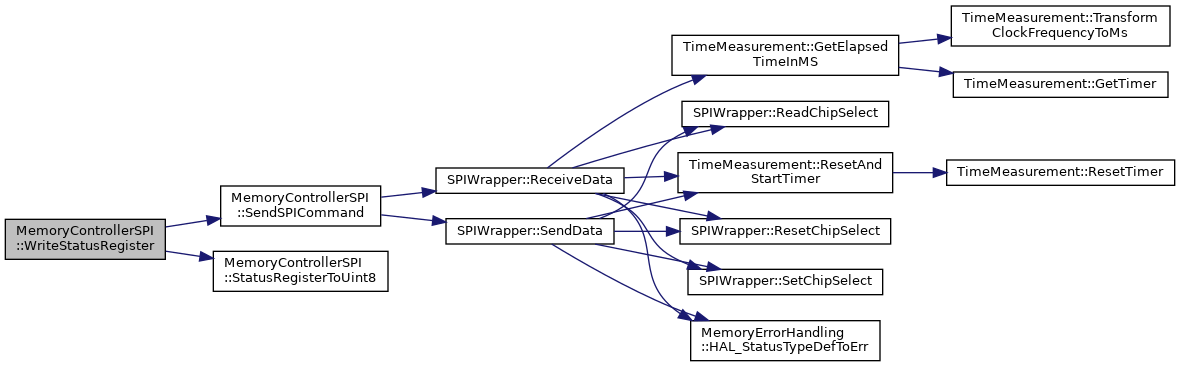 MemoryControllerSPI
::WriteStatusRegister
MemoryControllerSPI
::SendSPICommand
MemoryControllerSPI
::StatusRegisterToUint8
SPIWrapper::ReceiveData
SPIWrapper::SendData
TimeMeasurement::GetElapsed
TimeInMS
SPIWrapper::ReadChipSelect
TimeMeasurement::ResetAnd
StartTimer
SPIWrapper::ResetChipSelect
SPIWrapper::SetChipSelect
MemoryErrorHandling
::HAL_StatusTypeDefToErr
TimeMeasurement::Transform
ClockFrequencyToMs
TimeMeasurement::GetTimer
TimeMeasurement::ResetTimer